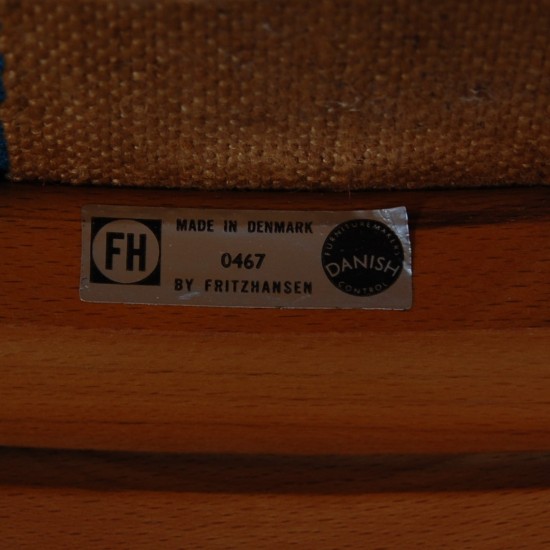 FH
MADE IN DENMARK
0467
BY FRITZHANSEN
FURNITUREMAKERS
DANISH
CONTROL